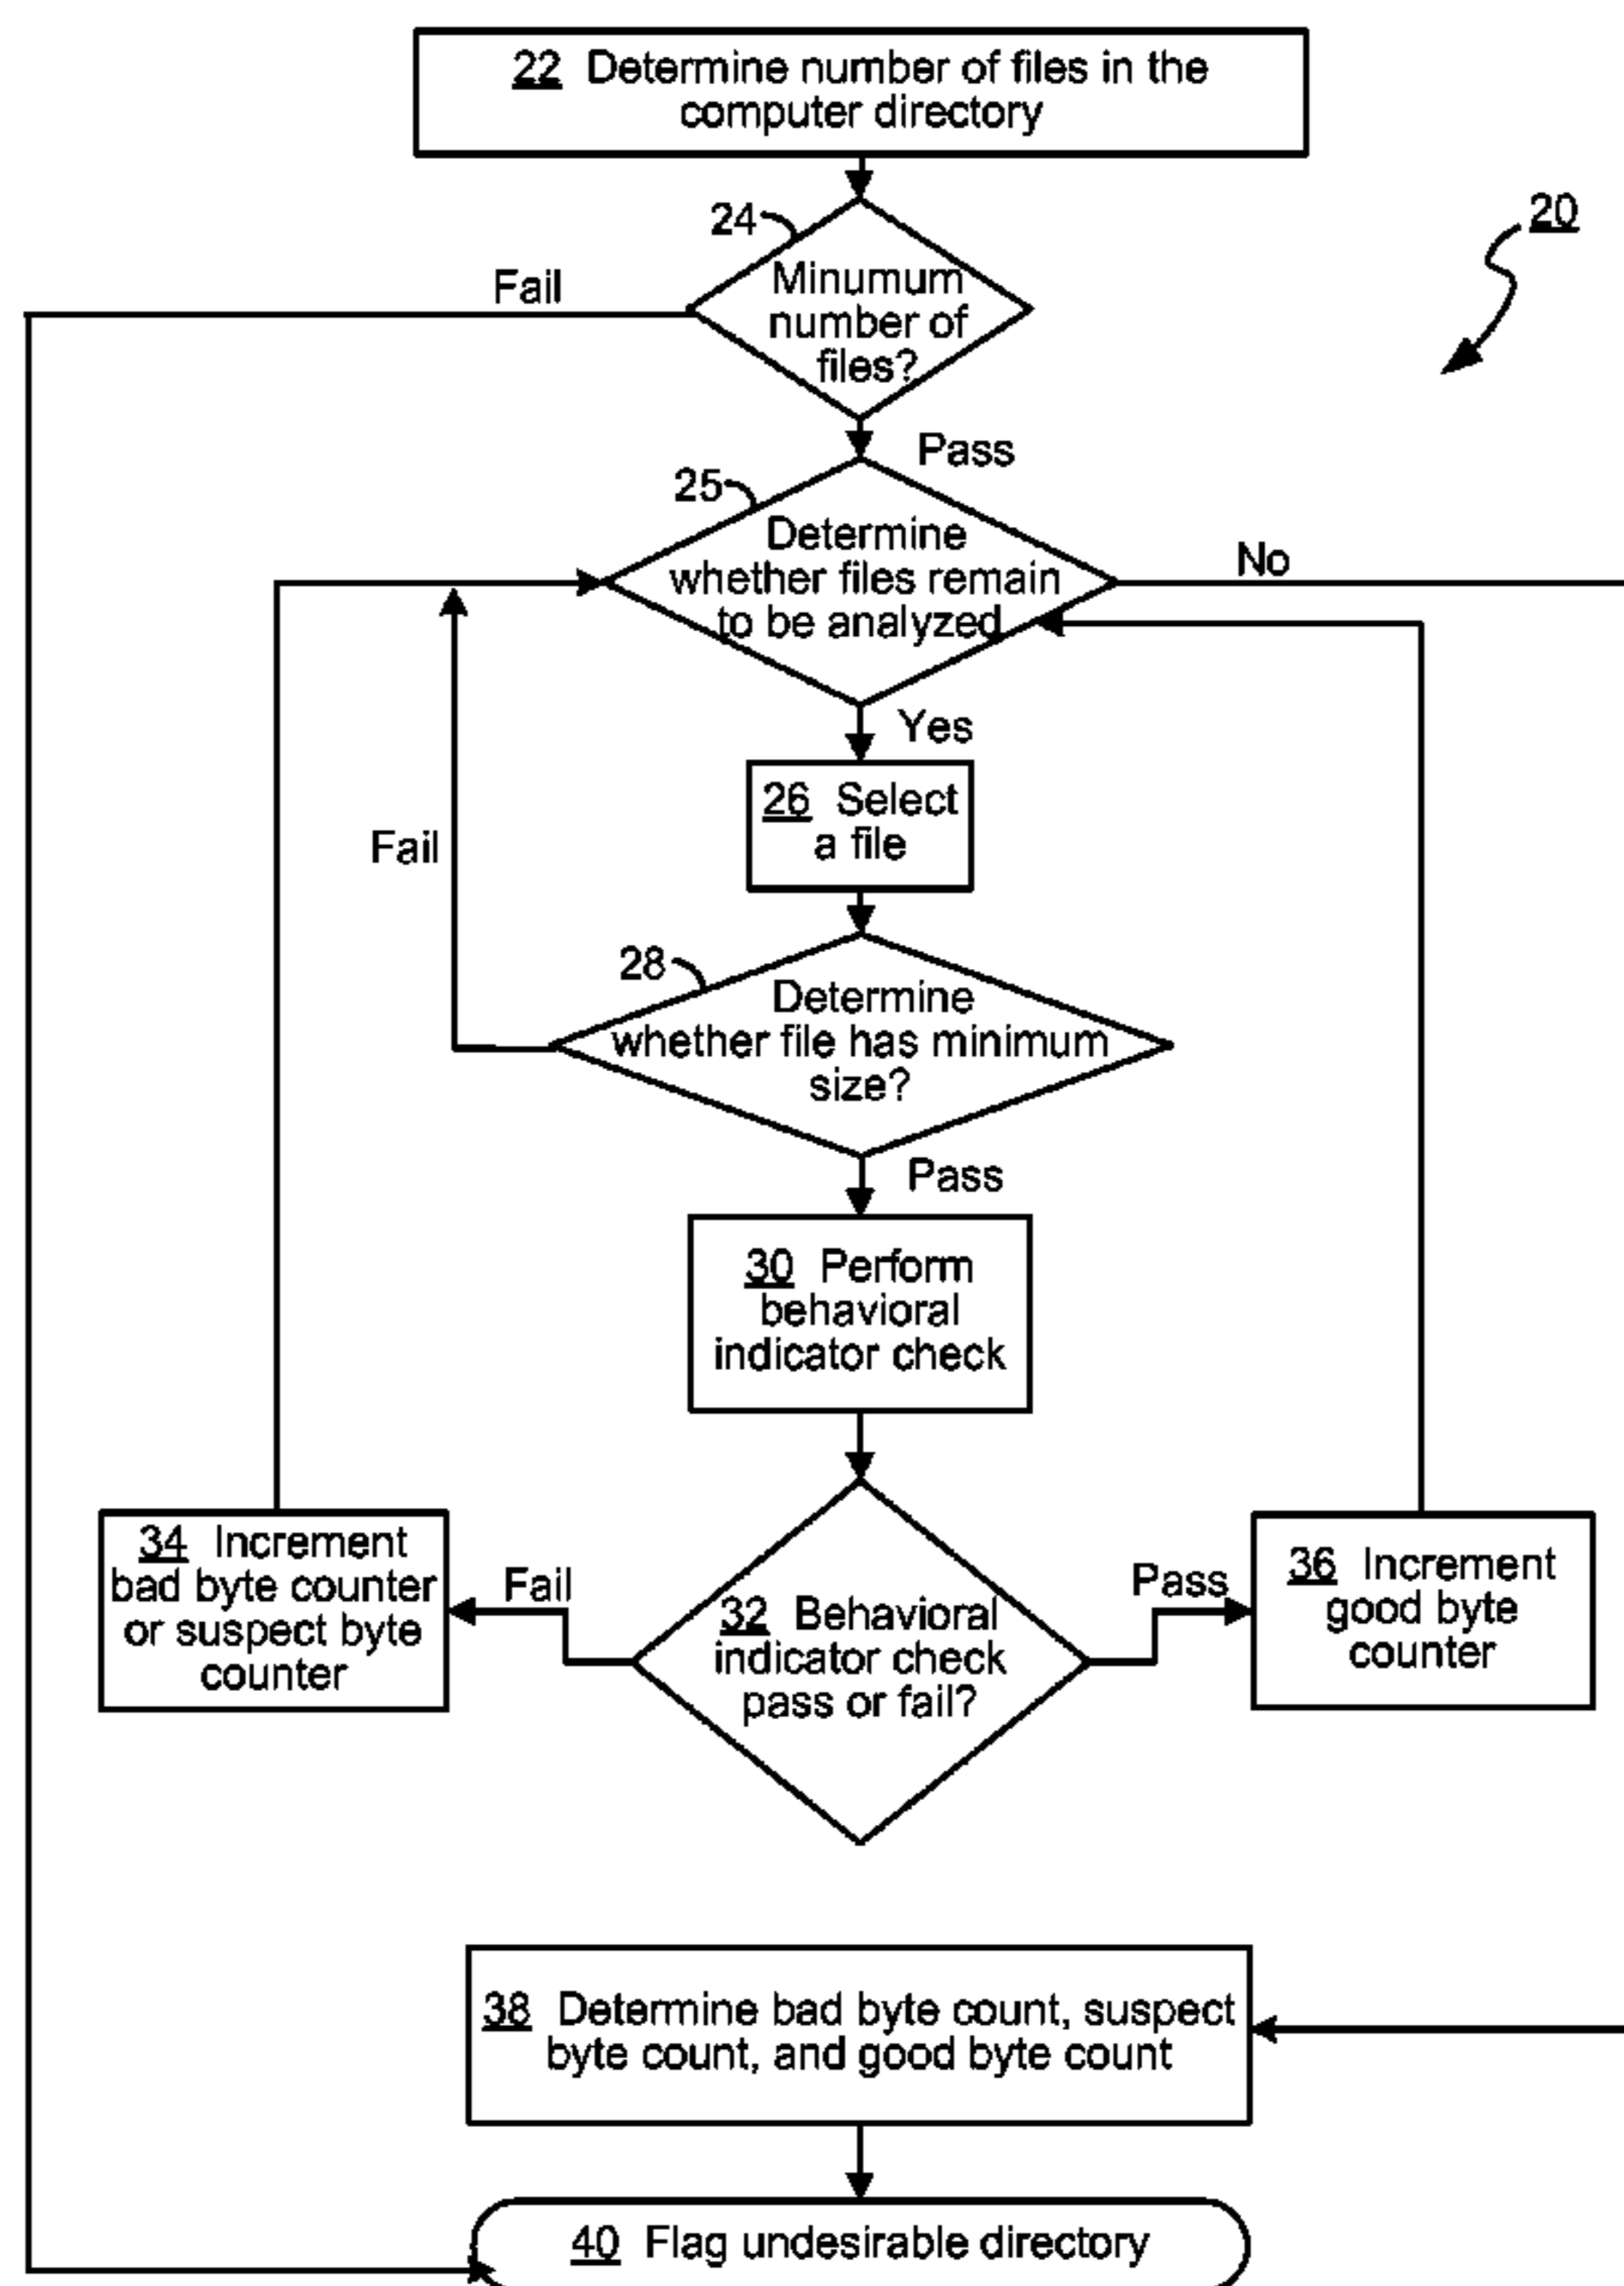 22 Determine number of files in the
computer directory
24
20
Fail
Minumum
number of
files?
Pass
25
Determine
whether files remain
to be analyzed
No
Yes
26 Select
a file
Fail
28
Determine
whether file has minimum
size?
Pass
30 Perform
behavioral
indicator check
34 Increment
bad byte counter
or suspect byte
counter
Fail
32 Behavioral
indicator check
pass or fail?
Pass
36 Increment
good byte
counter
38 Determine bad byte count, suspect
byte count, and good byte count
40 Flag undesirable directory